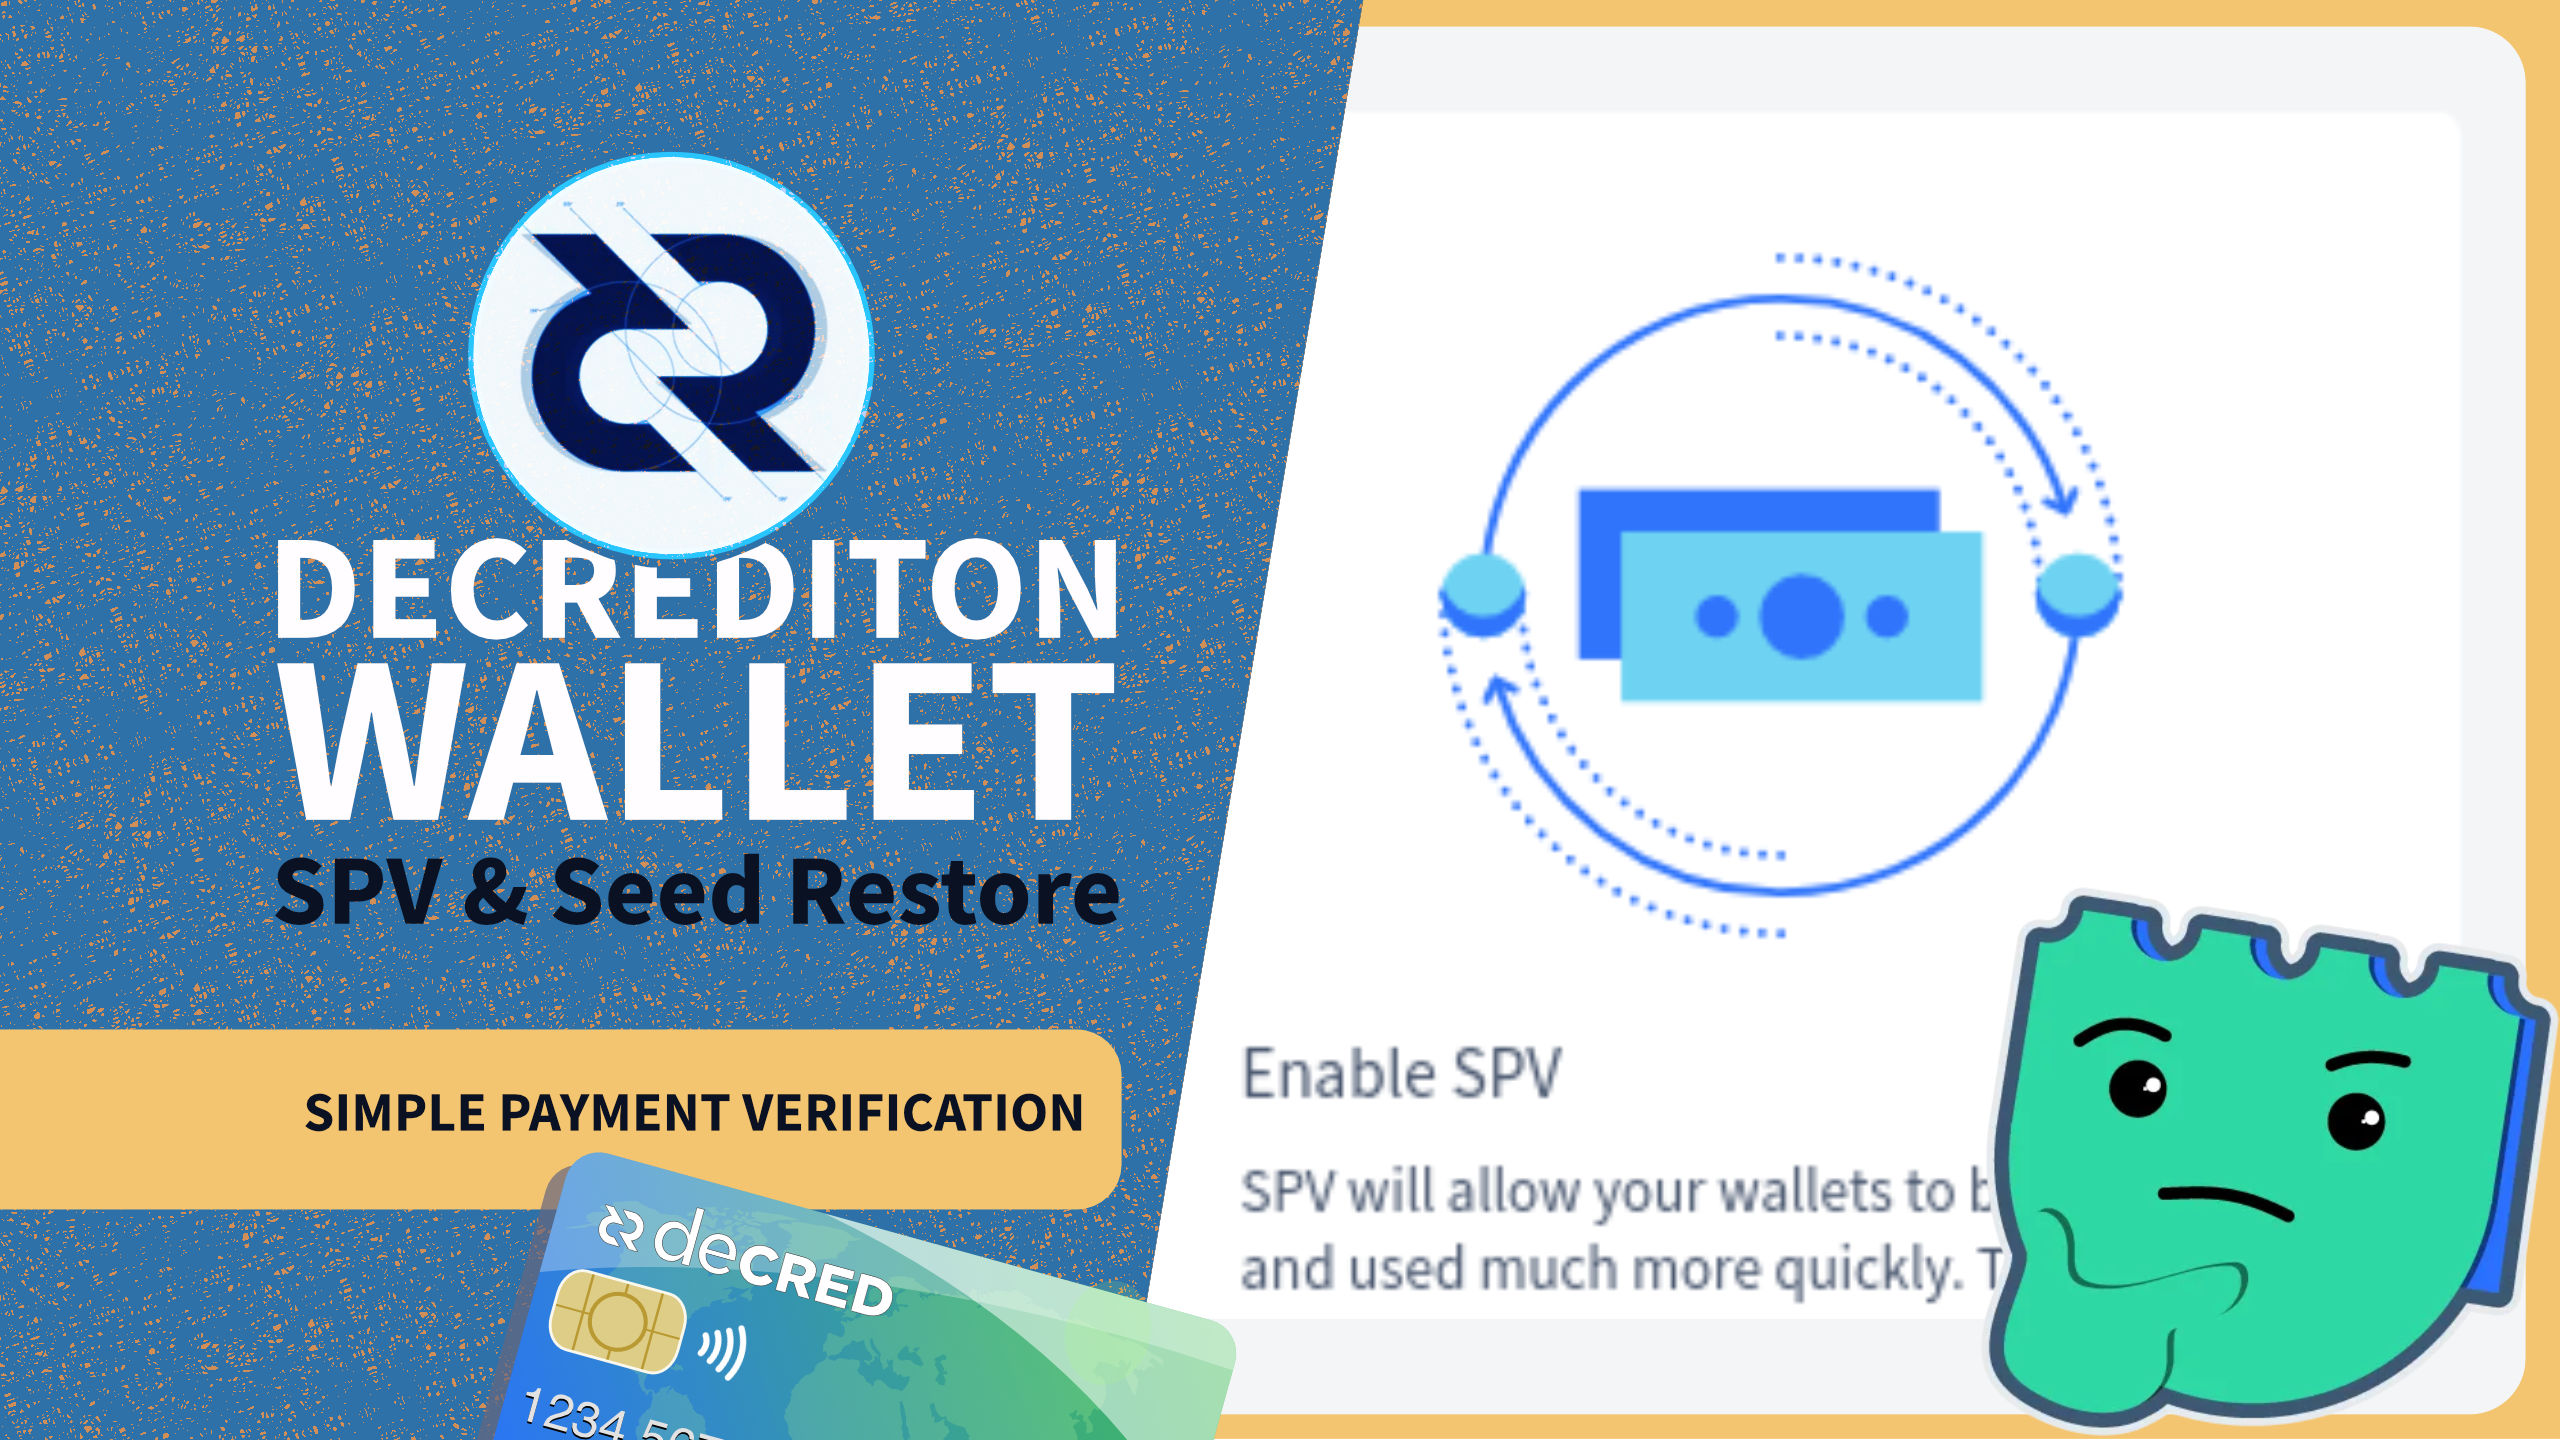 DECREDITON
WALLET
SPV & Seed Restore
SIMPLE PAYMENT VERIFICATION
deCRED
1234
Enable SPV
SPV will allow your wallets to
and used much more quickly.